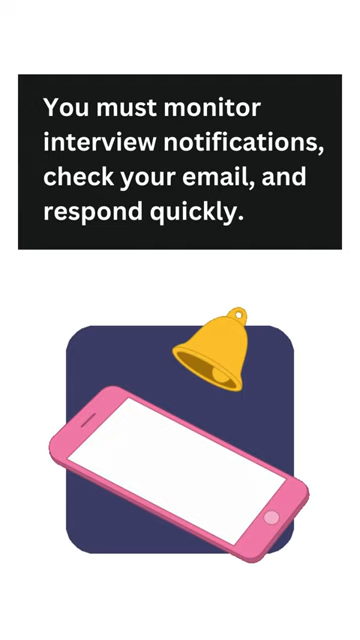 You must monitor
interview notifications,
check your email, and
respond quickly.